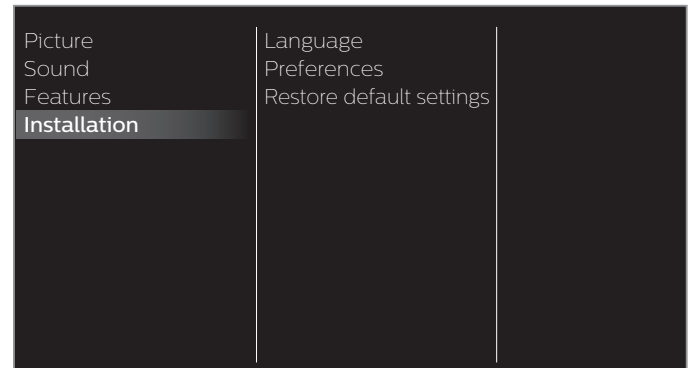 Picture
Sound
Features
Installation
Language
Preferences
Restore default settings